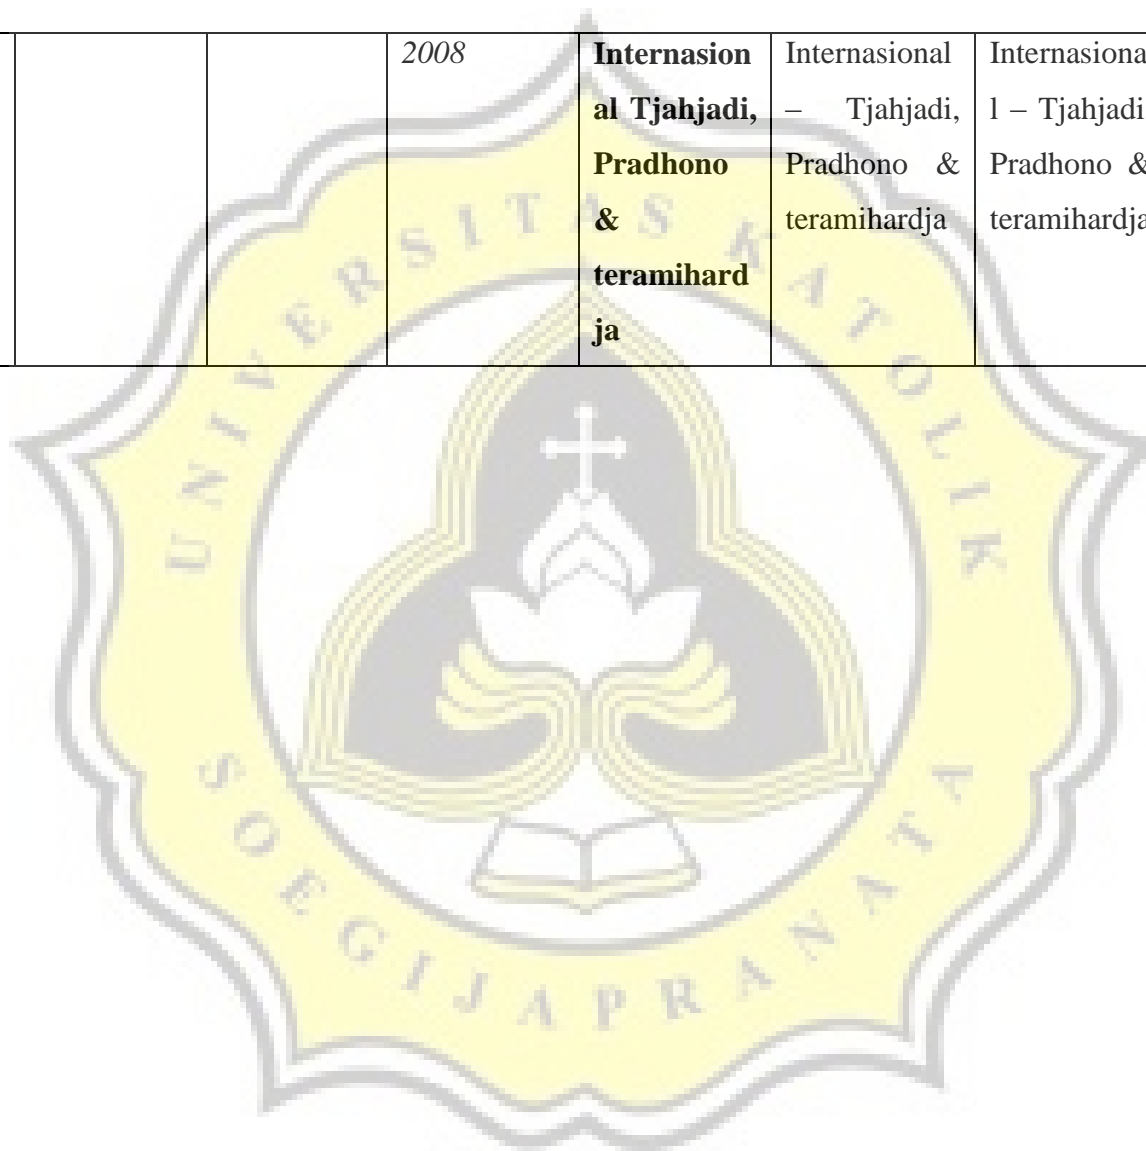 2008
Internasion
al Tjahjadi,
Pradhono
&
teramihard
ja
Internasional
– Tjahjadi,
Pradhono &
teramihardja
Internasiona
l – Tjahjadi
Pradhono &
teramihardja
UNIVERSITAS KATOLIK
SOEGIJAPRANATA